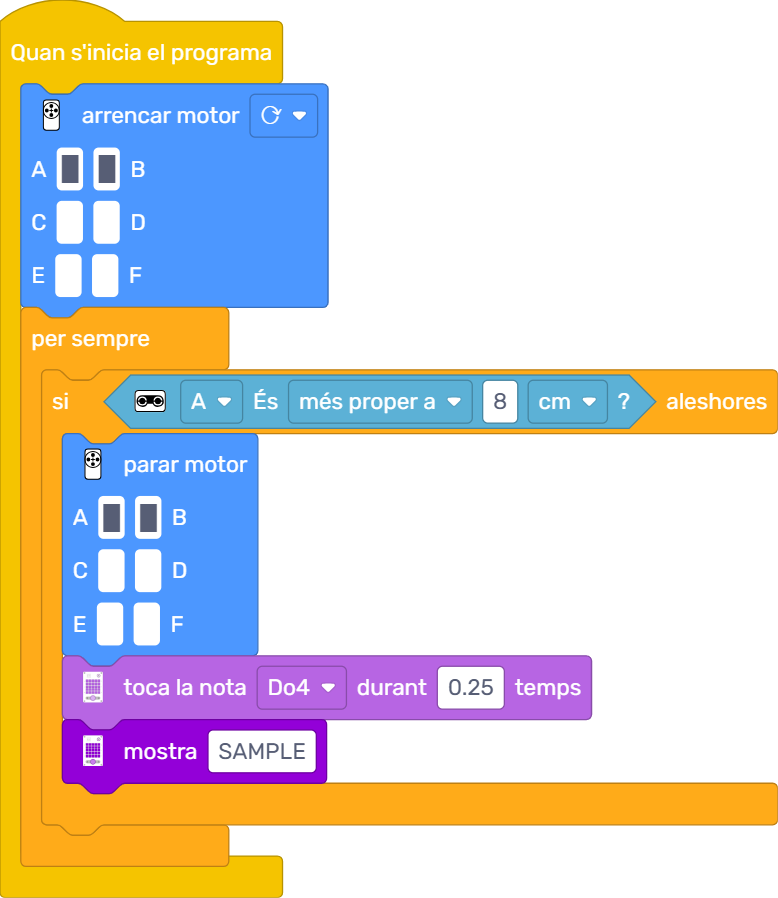 Quan s'inicia el programa
arrencar motor
A B
C D
E F
per sempre
si A És més proper a 8 cm ? aleshores
parar motor
A B
C D
E F
toca la nota Do4 durant 0.25 temps
mostra SAMPLE